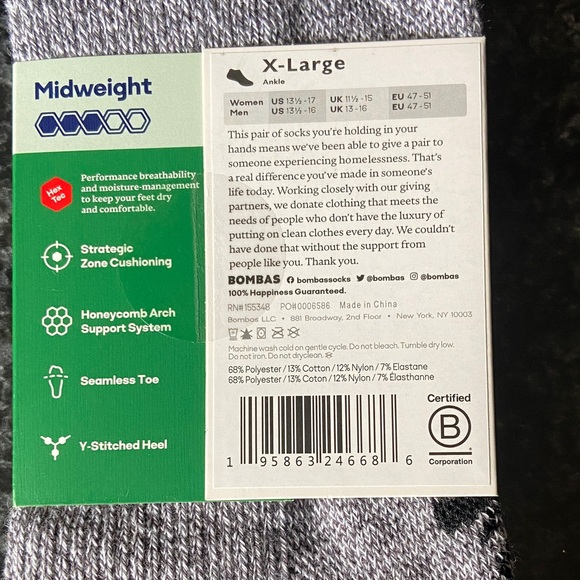 Midweight
Hex
Tec
Performance breathability
and moisture-management
to keep your feet dry
and comfortable.
Strategic
Zone Cushioning
Honeycomb Arch
Support System
Seamless Toe
Y-Stitched Heel
X-Large
Ankle
Women US 13½ - 17 UK 11½ - 15 EU 47 - 51
Men US 13½ - 16 UK 13 - 16 EU 47 - 51
This pair of socks you're holding in your
hands means we've been able to give a pair to
someone experiencing homelessness. That's
a real difference you've made in someone's
life today. Working closely with our giving
partners, we donate clothing that meets the
needs of people who don't have the luxury of
putting on clean clothes every day. We couldn't
have done that without the support from
people like you. Thank you.
BOMBAS bombassocks @bombas @bombas
100% Happiness Guaranteed.
RN#155348 PO#0006586 Made in China
Bombas LLC • 881 Broadway, 2nd Floor • New York, NY 10003
Machine wash cold on gentle cycle. Do not bleach. Tumble dry low.
Do not iron. Do not dryclean.
68% Polyester / 13% Cotton / 12% Nylon / 7% Elastane
68% Polyester / 13% Cotton / 12% Nylon / 7% Élasthanne
1 95863 24668 6
Certified
B
Corporation